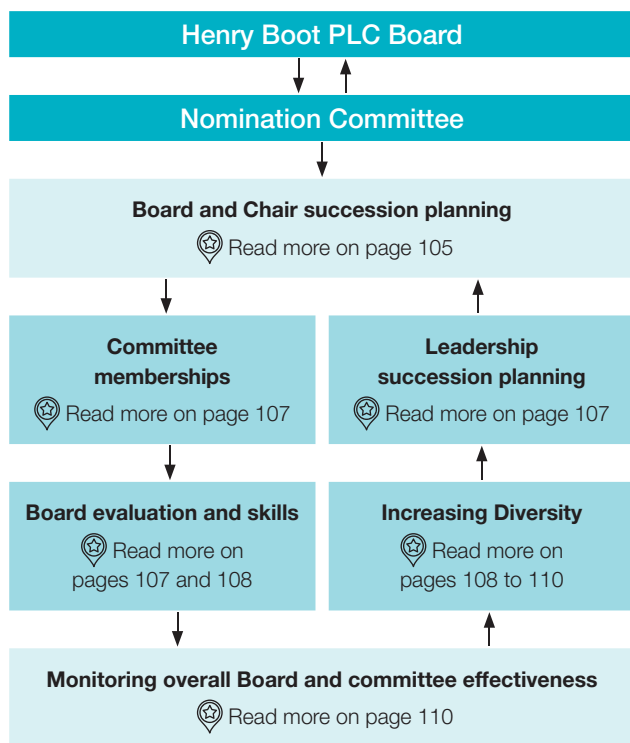 Henry Boot PLC Board
Nomination Committee
Board and Chair succession planning
Read more on page 105
Committee
memberships
Read more on page 107
Leadership
succession planning
Read more on page 107
Board evaluation and skills
Read more on
pages 107 and 108
Increasing Diversity
Read more on
pages 108 to 110
Monitoring overall Board and committee effectiveness
Read more on page 110